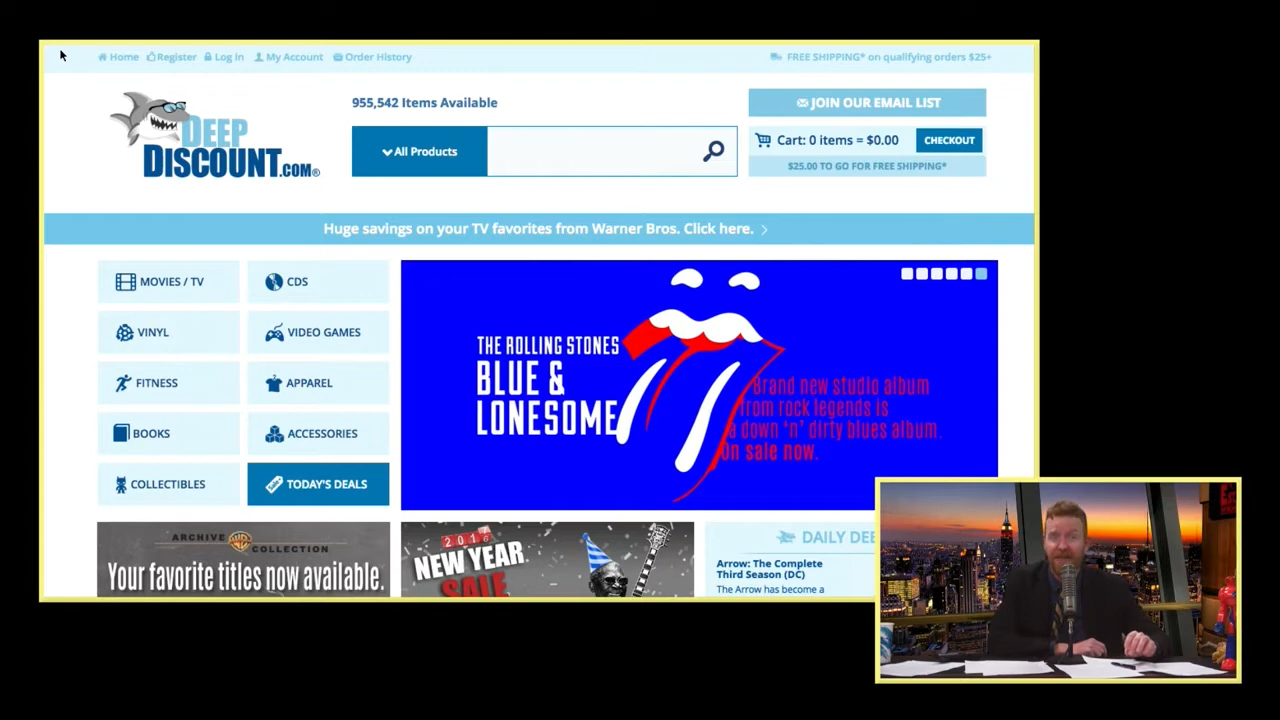 Home Register Log In My Account Order History
FREE SHIPPING* on qualifying orders $25+
DEEP
DISCOUNT.COM®
955,542 Items Available
All Products
JOIN OUR EMAIL LIST
Cart: 0 items = $0.00
CHECKOUT
$25.00 TO GO FOR FREE SHIPPING*
Huge savings on your TV favorites from Warner Bros. Click here.
MOVIES / TV
CDS
VINYL
VIDEO GAMES
FITNESS
APPAREL
BOOKS
ACCESSORIES
COLLECTIBLES
TODAY'S DEALS
THE ROLLING STONES
BLUE &
LONESOME
Brand new studio album
from rock legends is
a down 'n' dirty blues album.
On sale now.
ARCHIVE WB COLLECTION
Your favorite titles now available.
2016
NEW YEAR
SALE
DAILY DEE
Arrow: The Complete
Third Season (DC)
The Arrow has become a